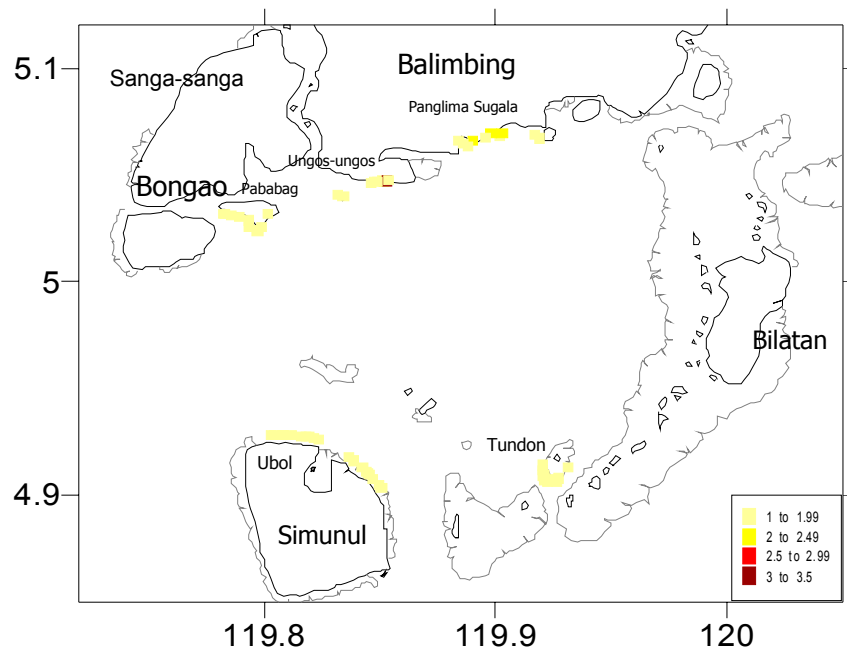 5.1
Sanga-sanga
Balimbing
Panglima Sugala
Ungos-ungos
Bongao
Pababag
5
Bilatan
Ubol
Tundon
4.9
Simunul
1 to 1.99
2 to 2.49
2.5 to 2.99
3 to 3.5
119.8
119.9
120